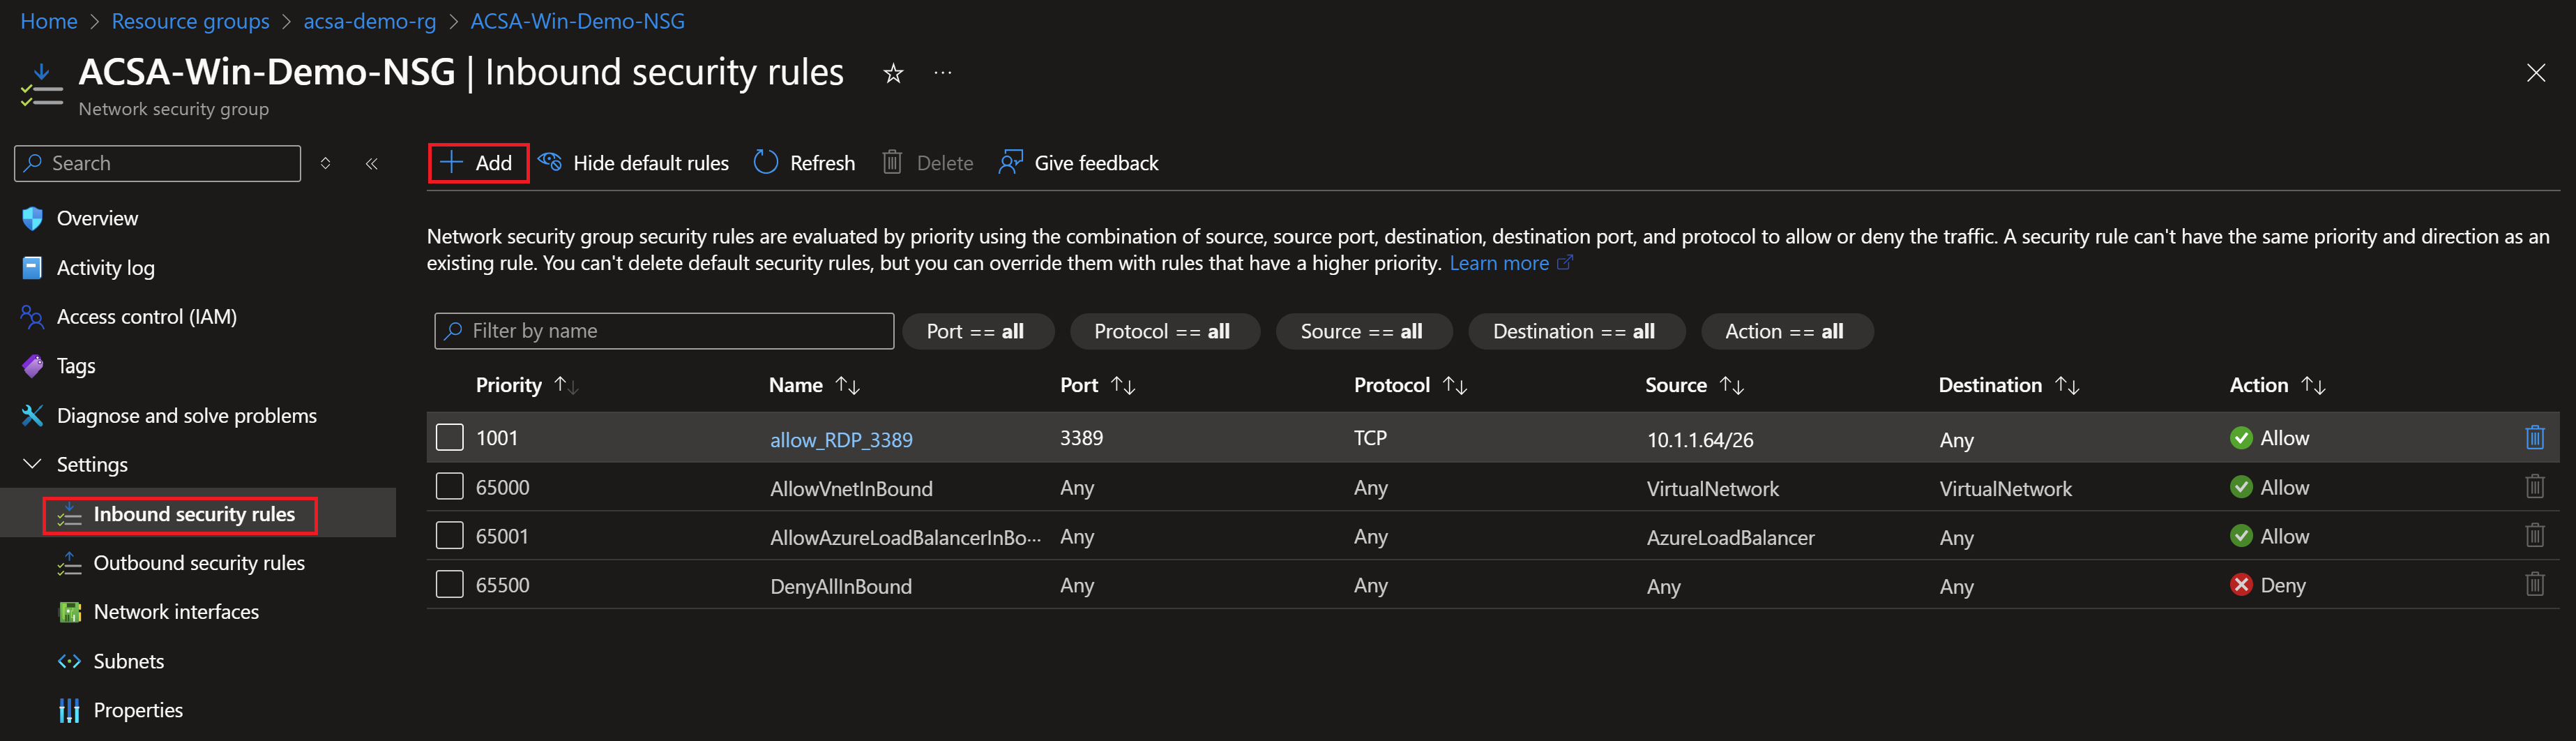 Home > Resource groups > acsa-demo-rg > ACSA-Win-Demo-NSG
ACSA-Win-Demo-NSG | Inbound security rules ...
Network security group
Search
Add Hide default rules Refresh Delete Give feedback
Overview
Activity log
Access control (IAM)
Tags
Diagnose and solve problems
Settings
Inbound security rules
Outbound security rules
Network interfaces
Subnets
Properties
Network security group security rules are evaluated by priority using the combination of source, source port, destination, destination port, and protocol to allow or deny the traffic. A security rule can't have the same priority and direction as an
existing rule. You can't delete default security rules, but you can override them with rules that have a higher priority. Learn more
Filter by name Port == all Protocol == all Source == all Destination == all Action == all
Priority Name Port Protocol Source Destination Action
1001 allow_RDP_3389 3389 TCP 10.1.1.64/26 Any Allow
65000 AllowVnetInBound Any Any VirtualNetwork VirtualNetwork Allow
65001 AllowAzureLoadBalancerInBo... Any Any AzureLoadBalancer Any Allow
65500 DenyAllInBound Any Any Any Any Deny